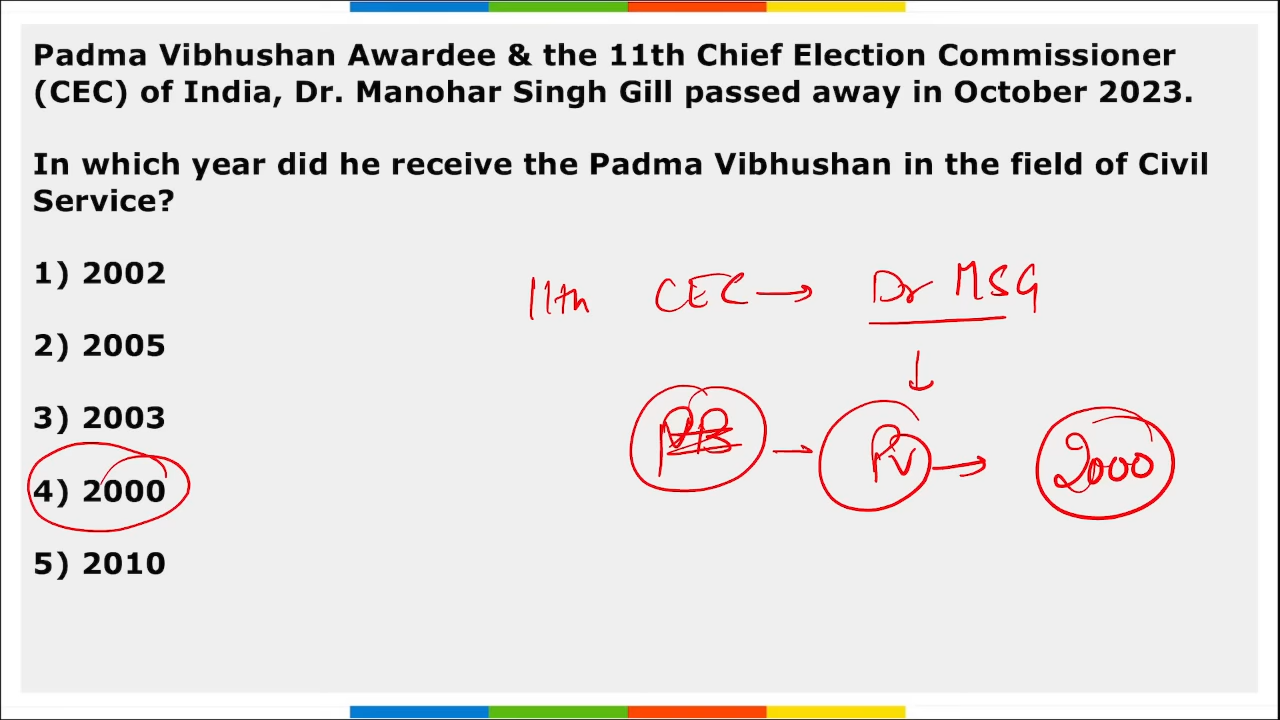 Padma Vibhushan Awardee & the 11th Chief Election Commissioner
(CEC) of India, Dr. Manohar Singh Gill passed away in October 2023.
In which year did he receive the Padma Vibhushan in the field of Civil
Service?
1) 2002
2) 2005
3) 2003
4) 2000
5) 2010
11th CEC → Dr MSG
↓
PV → 2000